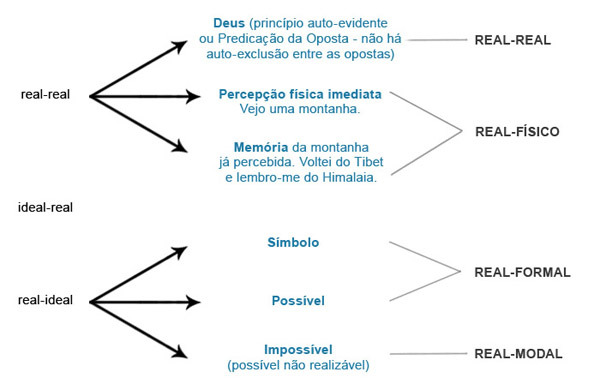 Deus (princípio auto-evidente
ou Predicação da Oposta - não há
auto-exclusão entre as opostas)
REAL-REAL
real-real
Percepção física imediata
Vejo uma montanha.
REAL-FÍSICO
Memória da montanha
já percebida. Voltei do Tibet
e lembro-me do Himalaia.
ideal-real
Símbolo
REAL-FORMAL
real-ideal
Possível
Impossível
(possível não realizável)
REAL-MODAL